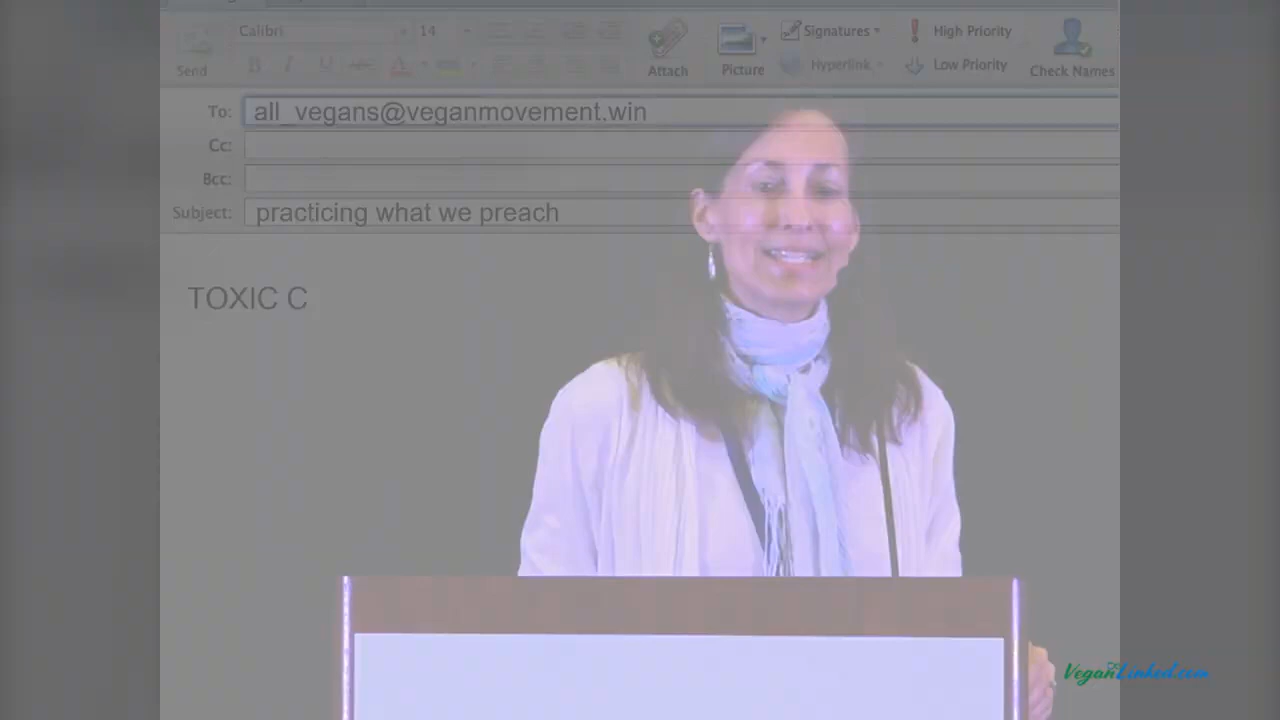 Calibri 14
Send
B I U ABC A
Attach
Picture
Signatures
Hyperlink
High Priority
Low Priority
Check Names
To: all_vegans@veganmovement.win
Cc:
Bcc:
Subject: practicing what we preach
TOXIC C
VeganLinked.com